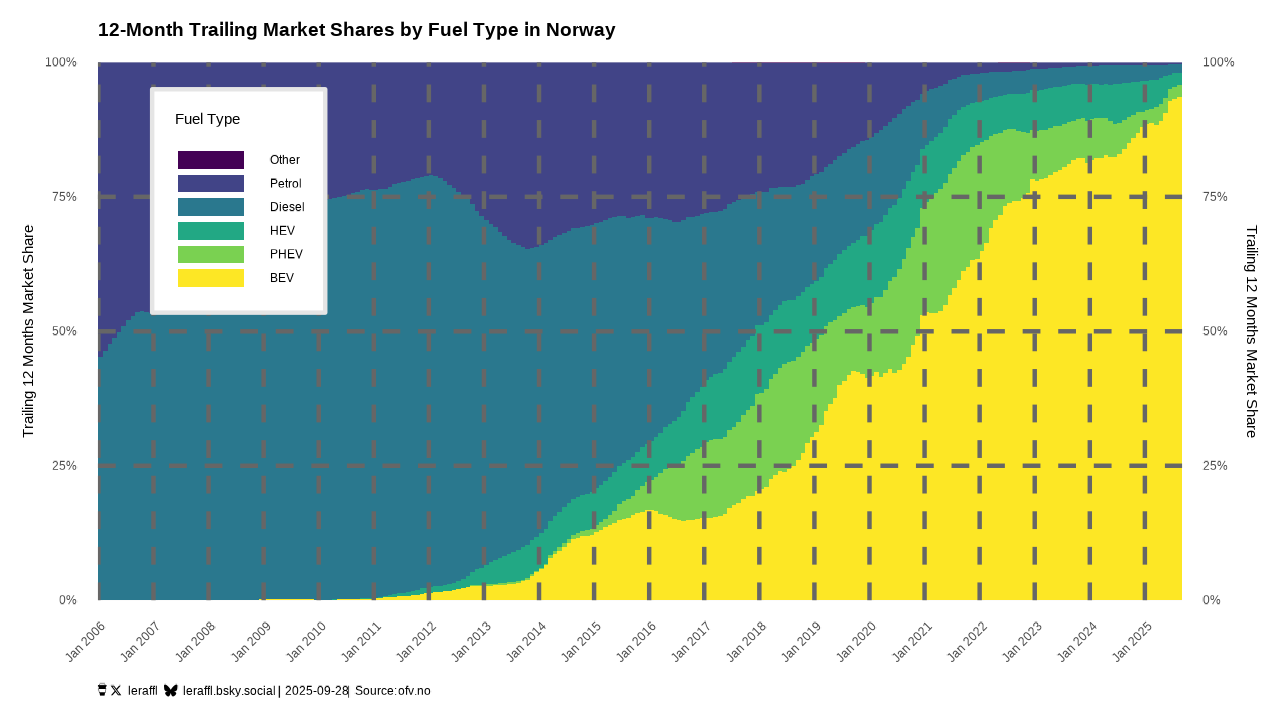 12-Month Trailing Market Shares by Fuel Type in Norway
100%
75%
50%
25%
0%
Trailing 12 Months Market Share
Fuel Type
Other
Petrol
Diesel
HEV
PHEV
BEV
100%
75%
50%
25%
0%
Trailing 12 Months Market Share
Jan 2006
Jan 2007
Jan 2008
Jan 2009
Jan 2010
Jan 2011
Jan 2012
Jan 2013
Jan 2014
Jan 2015
Jan 2016
Jan 2017
Jan 2018
Jan 2019
Jan 2020
Jan 2021
Jan 2022
Jan 2023
Jan 2024
Jan 2025
leraffl leraffl.bsky.social | 2025-09-28| Source:ofv.no